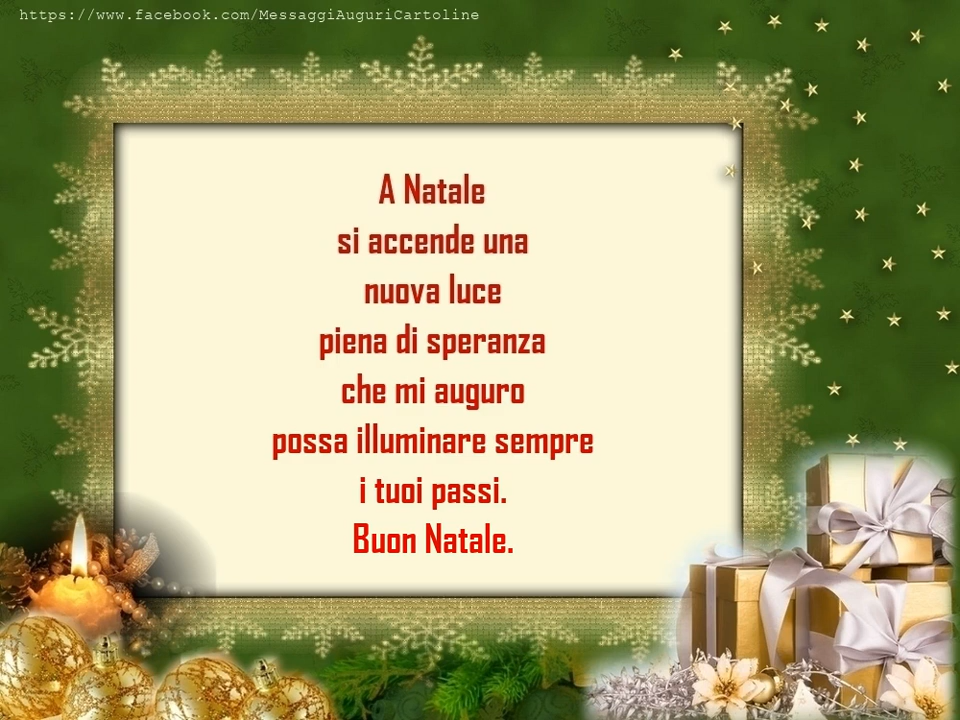 https://www.facebook.com/MessaggiAuguriCartoline
A Natale
si accende una
nuova luce
piena di speranza
che mi auguro
possa illuminare sempre
i tuoi passi.
Buon Natale.